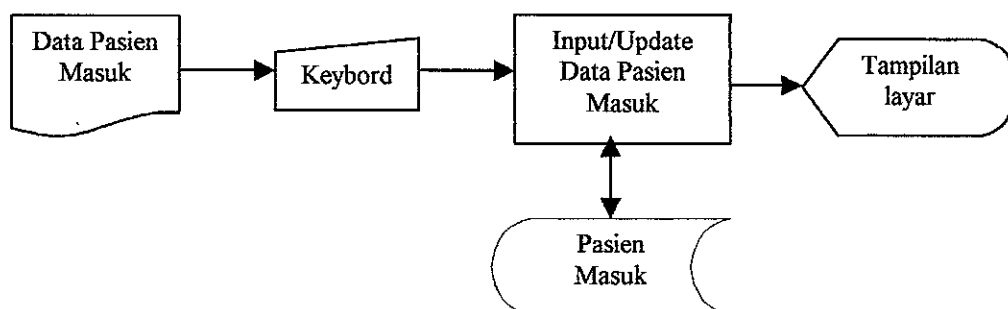 Data Pasien
Masuk
Keybord
Input/Update
Data Pasien
Masuk
Tampilan
layar
Pasien
Masuk